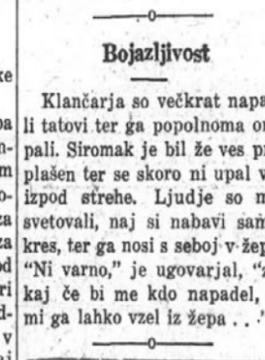 Bojazljivost
Klančarja so večkrat napa
li tatovi ter ga popolnoma
pali. Siromak je bil že ves pr
plašen ter se skoro ni upal v
izpod strehe. Ljudje so m
svetovali, naj si nabavi sam
kres, ter ga nosi s seboj v žep
"Ni varno," je ugovarjal, "z
kaj če bi me kdo napadel,
mi ga lahko vzel iz žepa . . ."